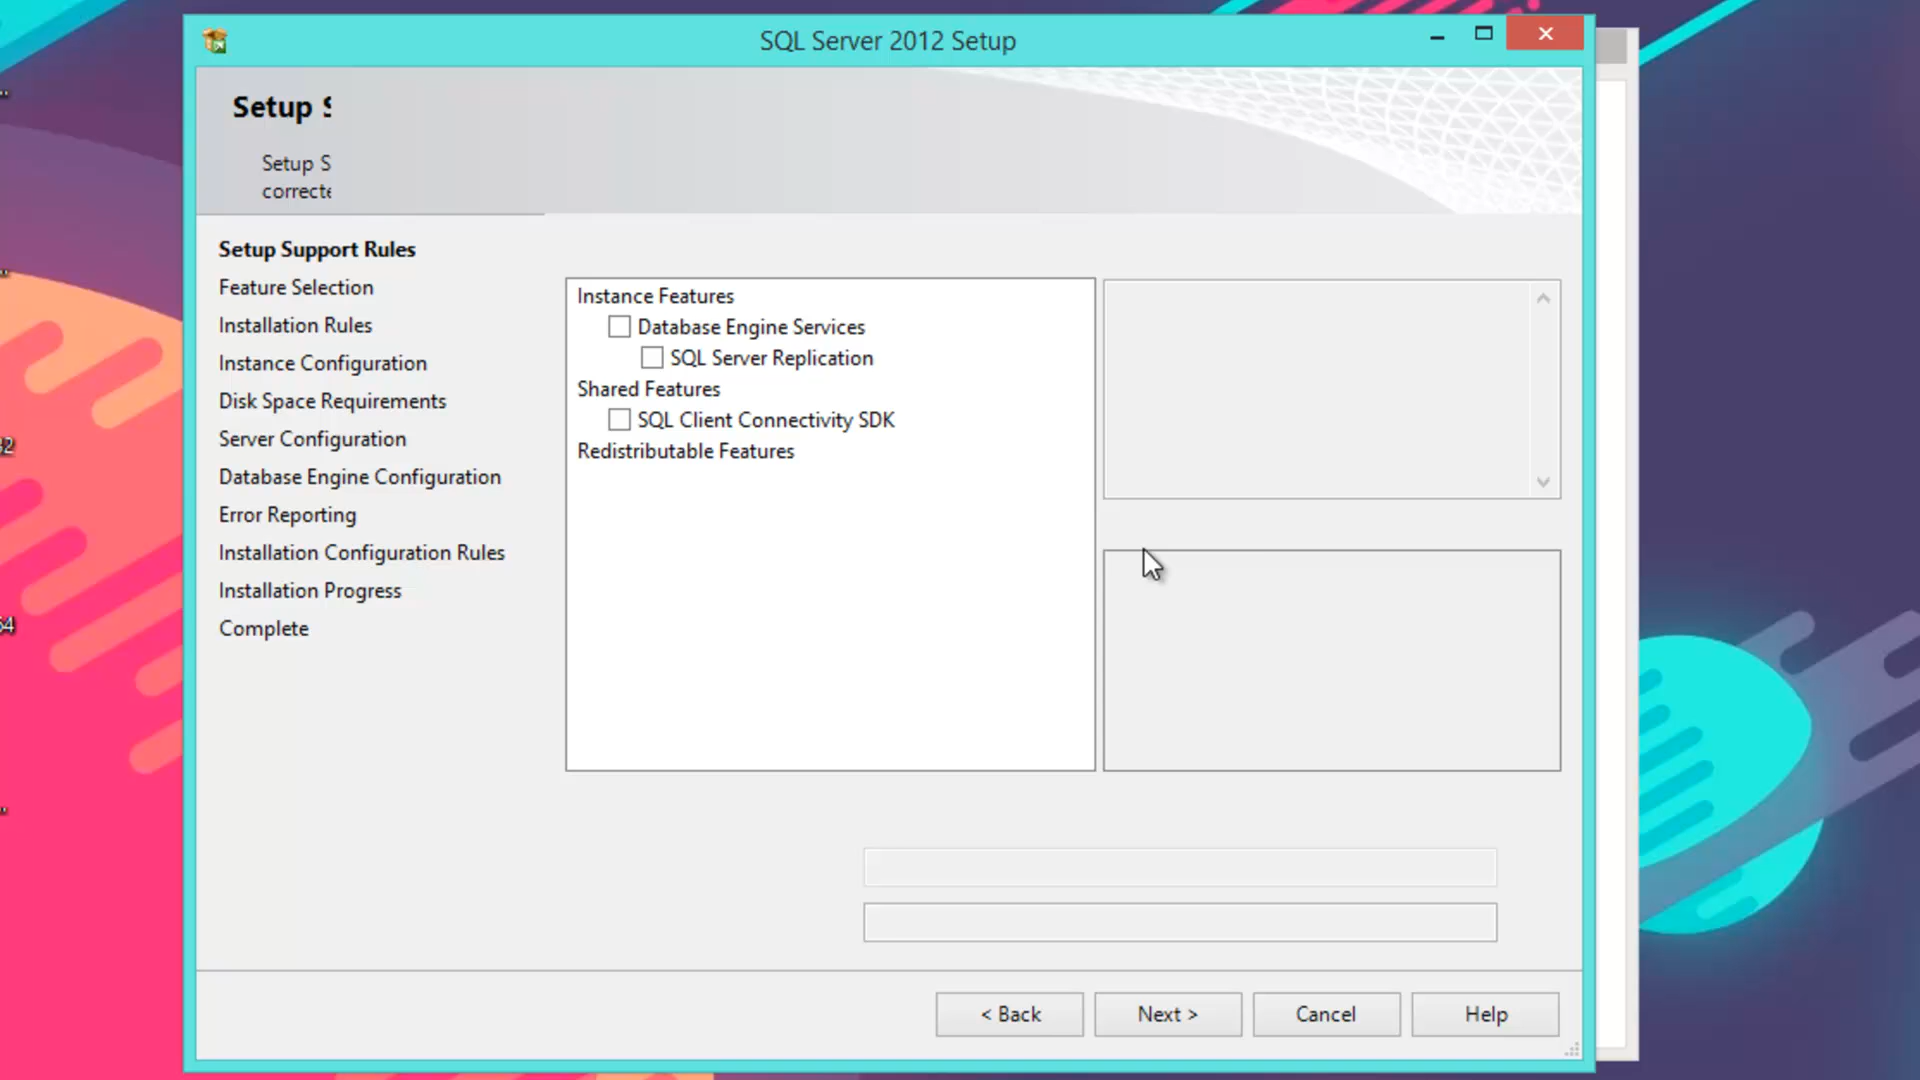 SQL Server 2012 Setup
Setup S
Setup S
correcte
Setup Support Rules
Feature Selection
Installation Rules
Instance Configuration
Disk Space Requirements
Server Configuration
Database Engine Configuration
Error Reporting
Installation Configuration Rules
Installation Progress
Complete
Instance Features
Database Engine Services
SQL Server Replication
Shared Features
SQL Client Connectivity SDK
Redistributable Features
< Back
Next >
Cancel
Help